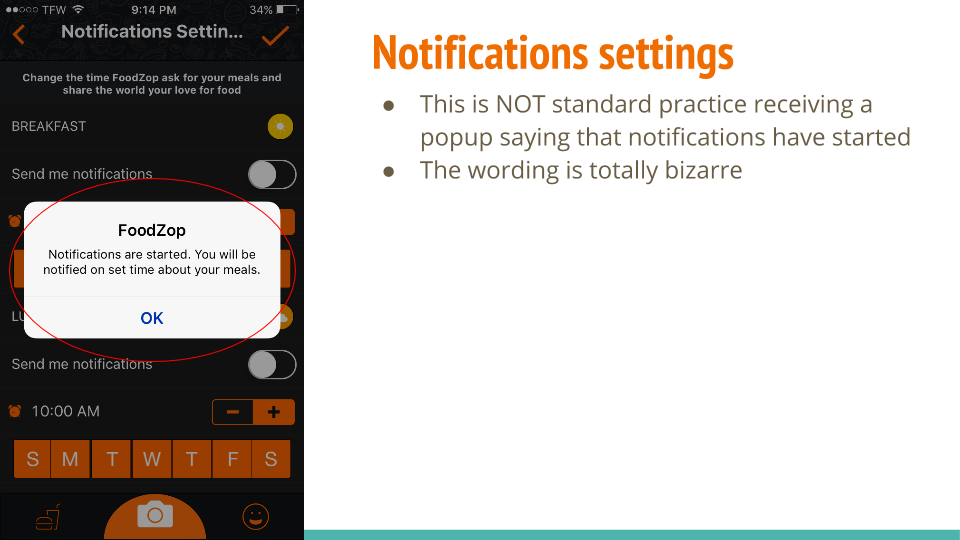 TFW 9:14 PM 34%
Notifications Settin...
Change the time FoodZop ask for your meals and
share the world your love for food
BREAKFAST
Send me notifications
FoodZop
Notifications are started. You will be
notified on set time about your meals.
OK
LU
Send me notifications
10:00 AM
S M T W T F S
Notifications settings
● This is NOT standard practice receiving a
popup saying that notifications have started
● The wording is totally bizarre